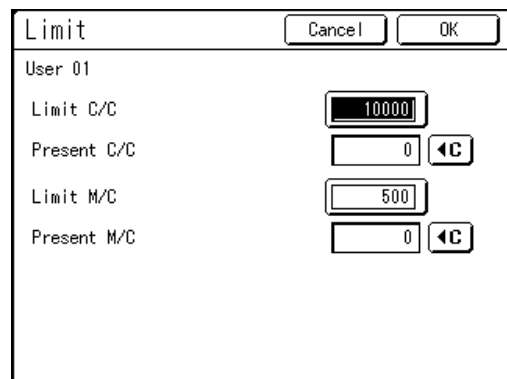 Limit Cancel OK
User 01
Limit C/C 10000
Present C/C 0 ◀C
Limit M/C 500
Present M/C 0 ◀C